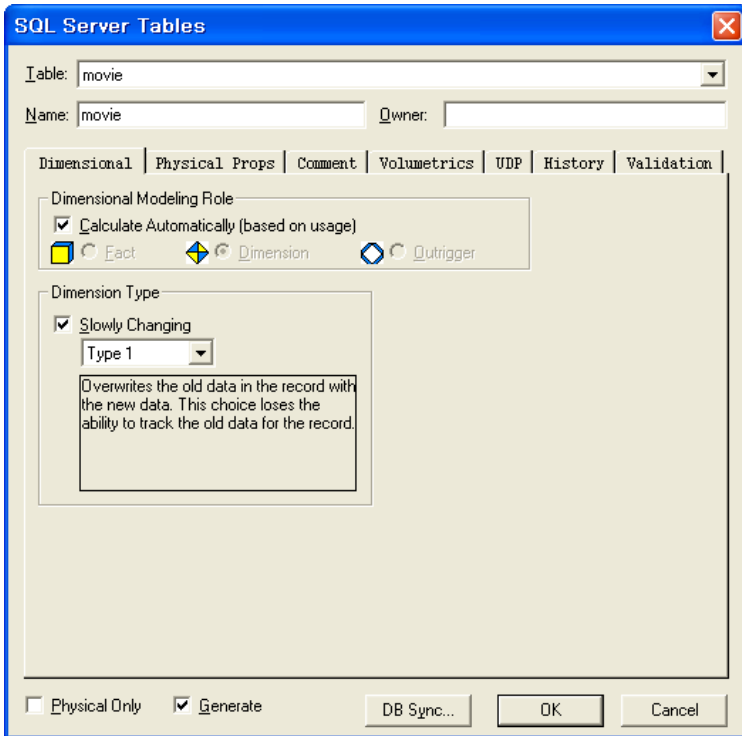 SQL Server Tables
Table: movie
Name: movie Owner:
Dimensional Physical Props Comment Volumetrics UDP History Validation
Dimensional Modeling Role
Calculate Automatically (based on usage)
Fact Dimension Outrigger
Dimension Type
Slowly Changing
Type 1
Overwrites the old data in the record with
the new data. This choice loses the
ability to track the old data for the record.
Physical Only Generate DB Sync... OK Cancel